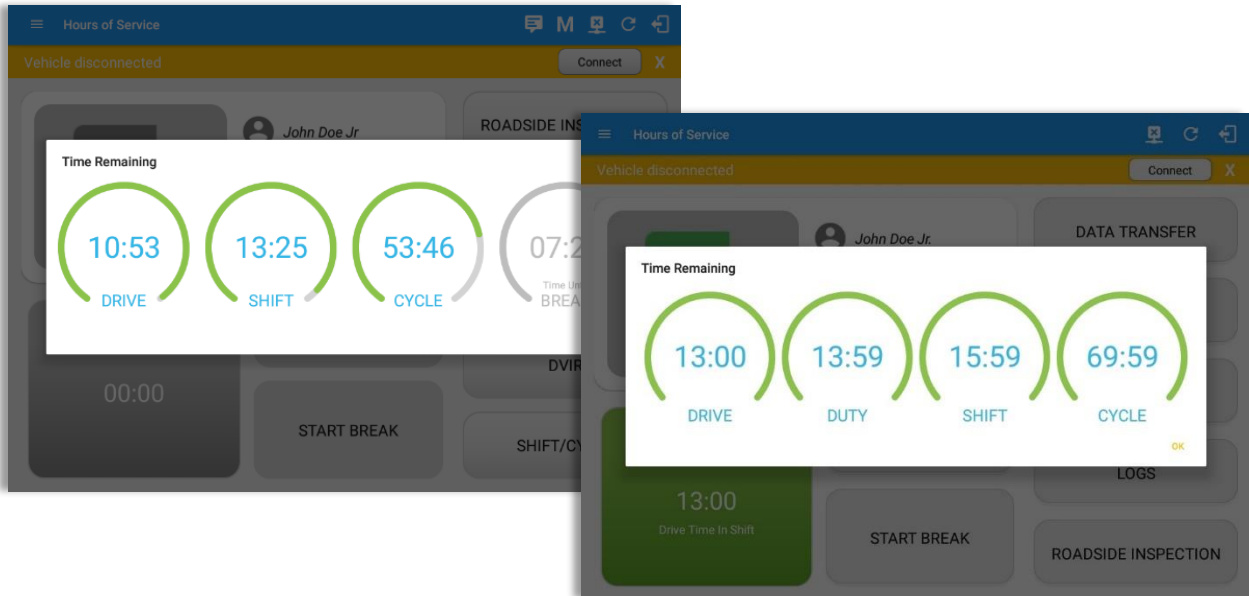 Hours of Service
M
Vehicle disconnected
Connect
X
John Doe Jr
ROADSIDE INS
Time Remaining
10:53
DRIVE
13:25
SHIFT
53:46
CYCLE
07:2
BREA
00:00
START BREAK
DVIR
SHIFT/CY
Hours of Service
Vehicle disconnected
Connect
X
John Doe Jr.
DATA TRANSFER
Time Remaining
13:00
DRIVE
13:59
DUTY
15:59
SHIFT
69:59
CYCLE
OK
13:00
Drive Time In Shift
START BREAK
LOGS
ROADSIDE INSPECTION